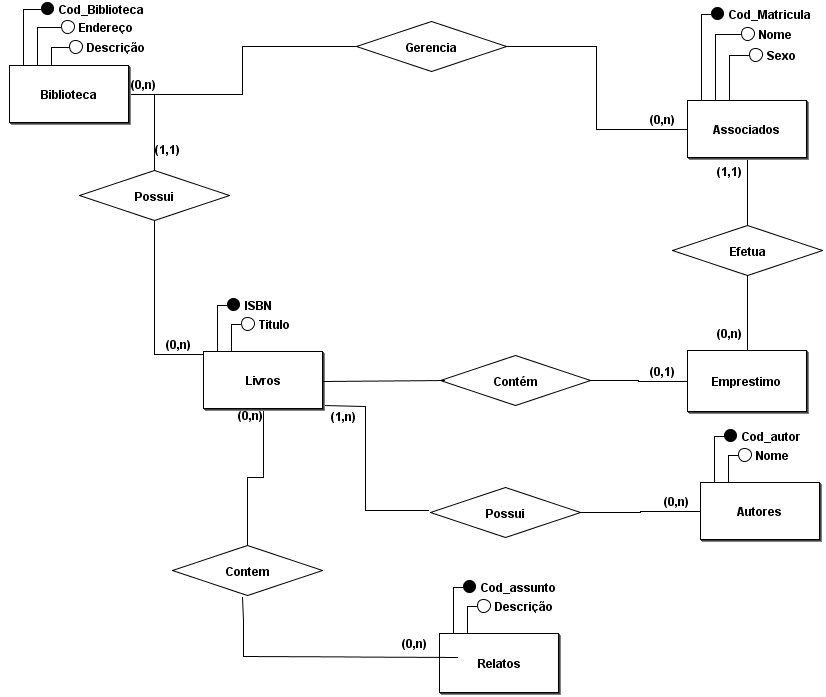 Cod_Biblioteca
Endereço
Descrição
Biblioteca
(0,n)
Gerencia
Cod_Matricula
Nome
Sexo
(0,n)
Associados
(1,1)
Possui
(1,1)
Efetua
ISBN
Titulo
(0,n)
Livros
(0,n)
(1,n)
Contém
(0,n)
(0,1)
Emprestimo
Cod_autor
Nome
Possui
(0,n)
Autores
Contem
Cod_assunto
Descrição
(0,n)
Relatos